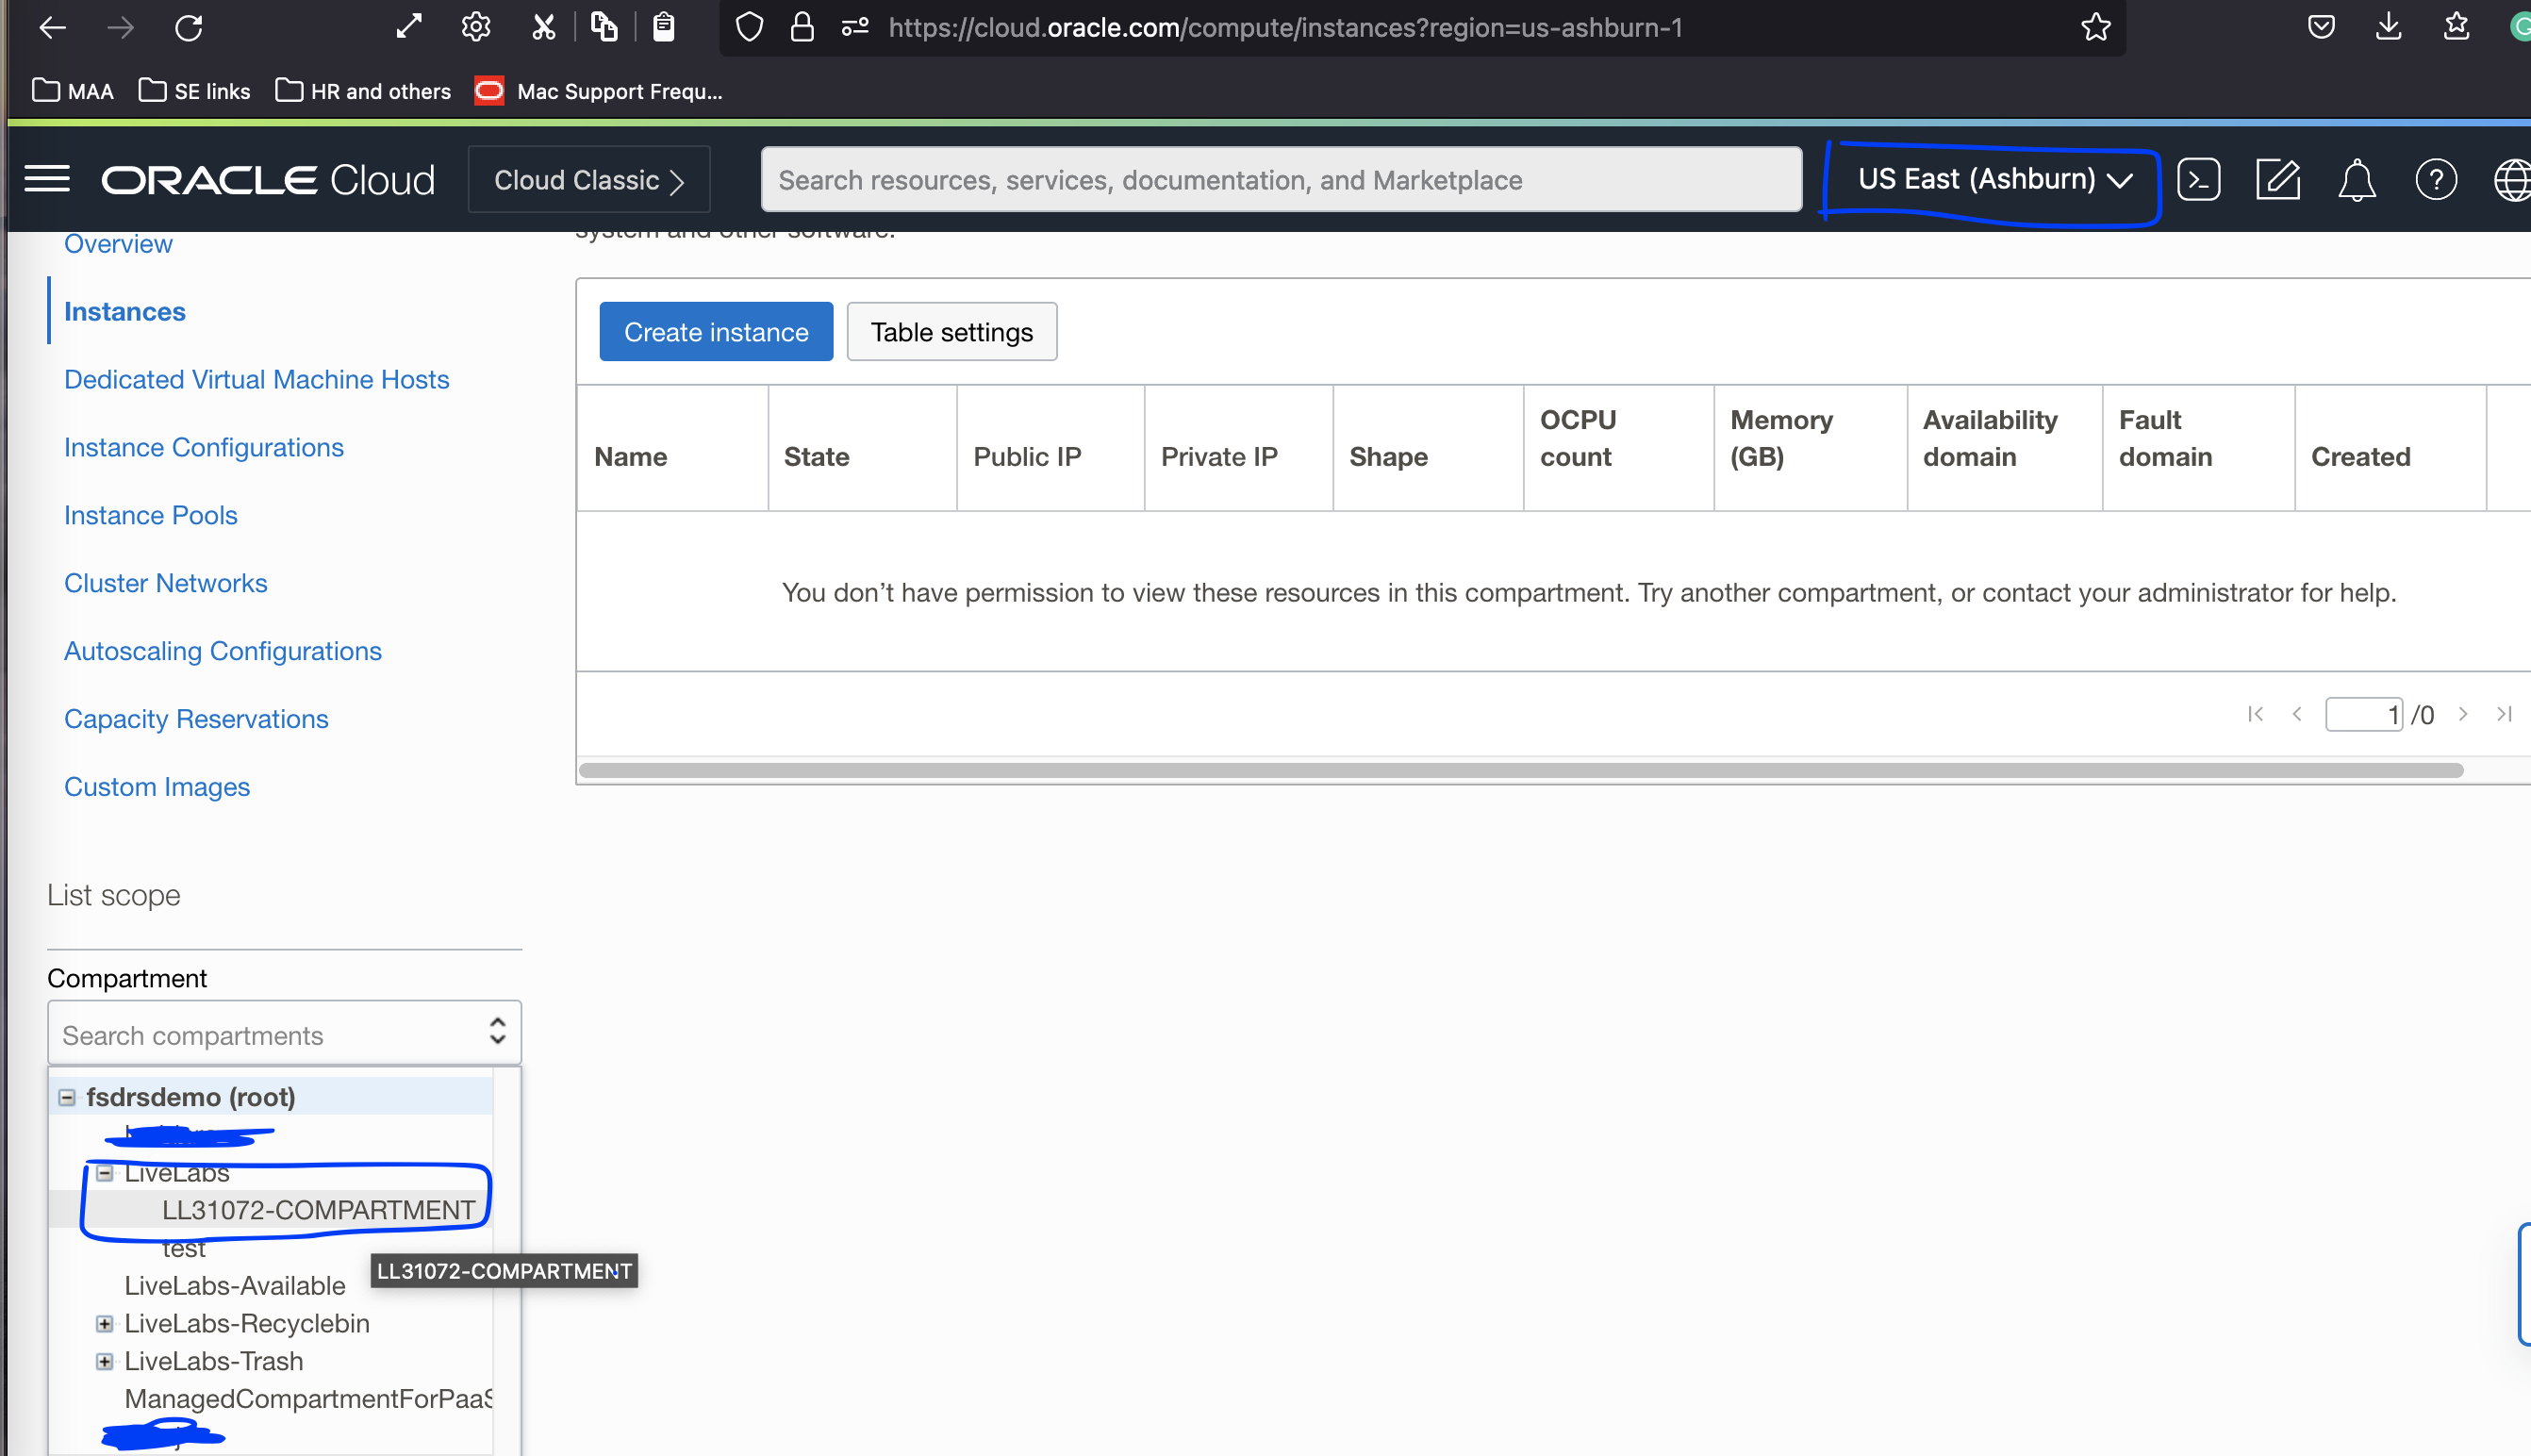 https://cloud.oracle.com/compute/instances?region=us-ashburn-1
MAA
SE links
HR and others
Mac Support Frequ...
ORACLE Cloud
Cloud Classic
Search resources, services, documentation, and Marketplace
US East (Ashburn)
Overview
system and other software.
Instances
Dedicated Virtual Machine Hosts
Instance Configurations
Instance Pools
Cluster Networks
Autoscaling Configurations
Capacity Reservations
Custom Images
Create instance
Table settings
Name
State
Public IP
Private IP
Shape
OCPU count
Memory (GB)
Availability domain
Fault domain
Created
You don't have permission to view these resources in this compartment. Try another compartment, or contact your administrator for help.
1 /0
List scope
Compartment
Search compartments
fsdrsdemo (root)
LiveLabs
LL31072-COMPARTMENT
test
LL31072-COMPARTMENT
LiveLabs-Available
LiveLabs-Recyclebin
LiveLabs-Trash
ManagedCompartmentForPaaS